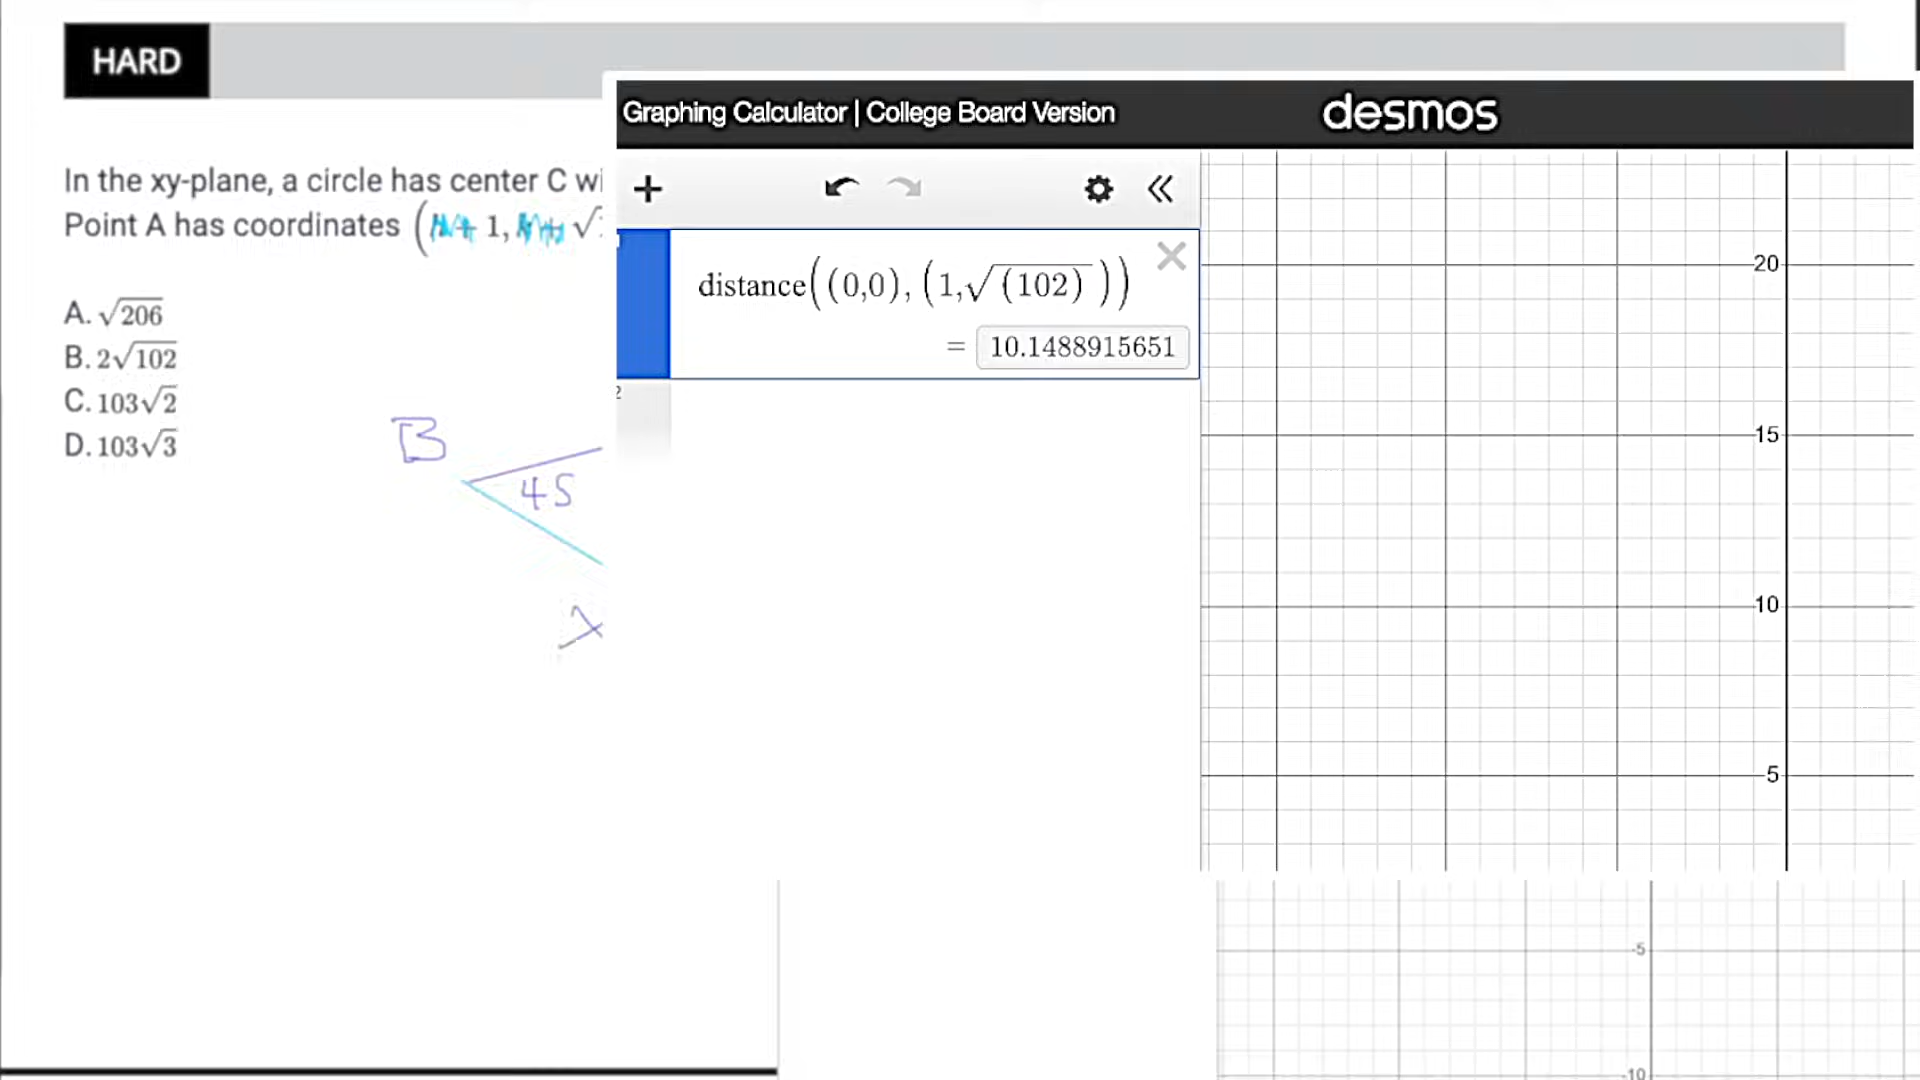 HARD
In the xy-plane, a circle has center C wi
Point A has coordinates ( 1, √
A. √206
B. 2√102
C. 103√2
D. 103√3
B
45
x
Graphing Calculator | College Board Version
desmos
distance((0,0), (1,√(102)))
= 10.1488915651
2
20
15
10
5
-5
-10